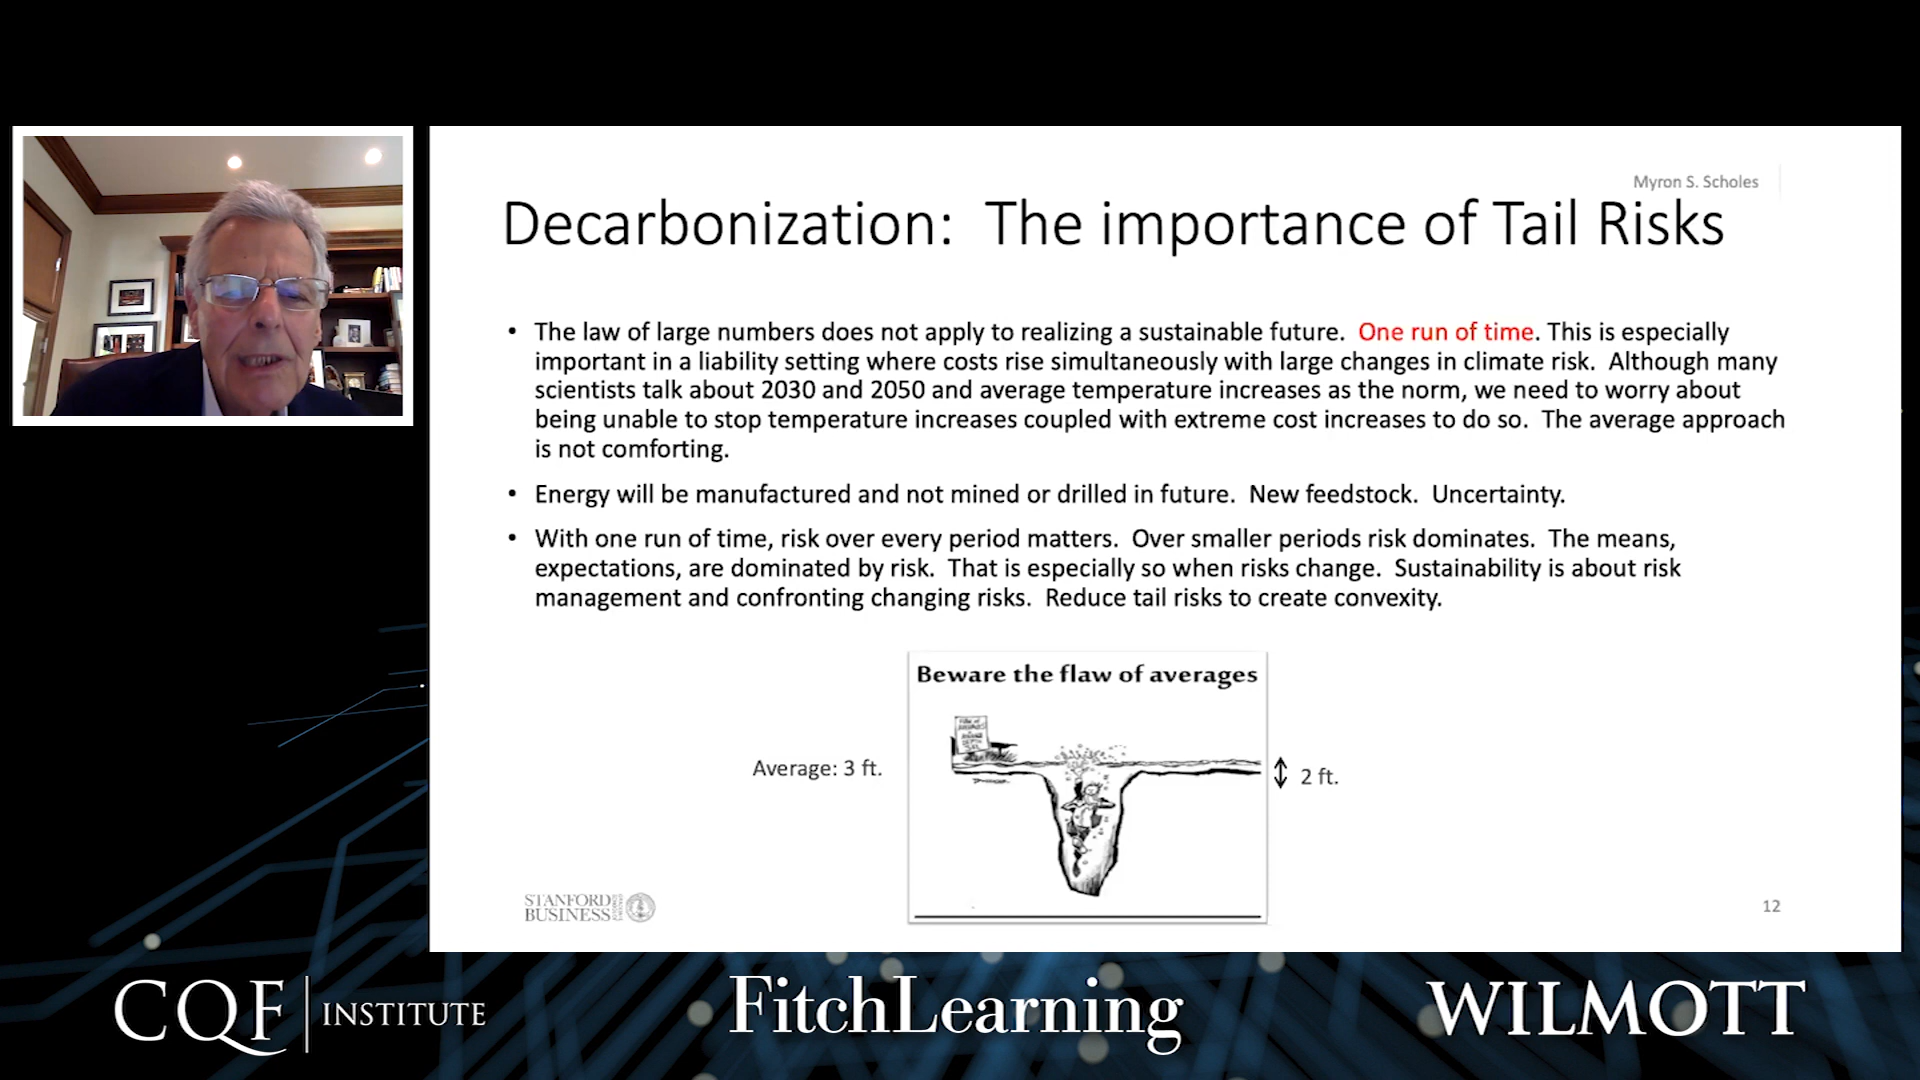 Myron S. Scholes
Decarbonization:  The importance of Tail Risks
• The law of large numbers does not apply to realizing a sustainable future.  One run of time. This is especially
important in a liability setting where costs rise simultaneously with large changes in climate risk.  Although many
scientists talk about 2030 and 2050 and average temperature increases as the norm, we need to worry about
being unable to stop temperature increases coupled with extreme cost increases to do so.  The average approach
is not comforting.
• Energy will be manufactured and not mined or drilled in future.  New feedstock.  Uncertainty.
• With one run of time, risk over every period matters.  Over smaller periods risk dominates.  The means,
expectations, are dominated by risk.  That is especially so when risks change.  Sustainability is about risk
management and confronting changing risks.  Reduce tail risks to create convexity.
Beware the flaw of averages
Average: 3 ft.
2 ft.
STANFORD
BUSINESS
12
CQF INSTITUTE
FitchLearning
WILMOTT